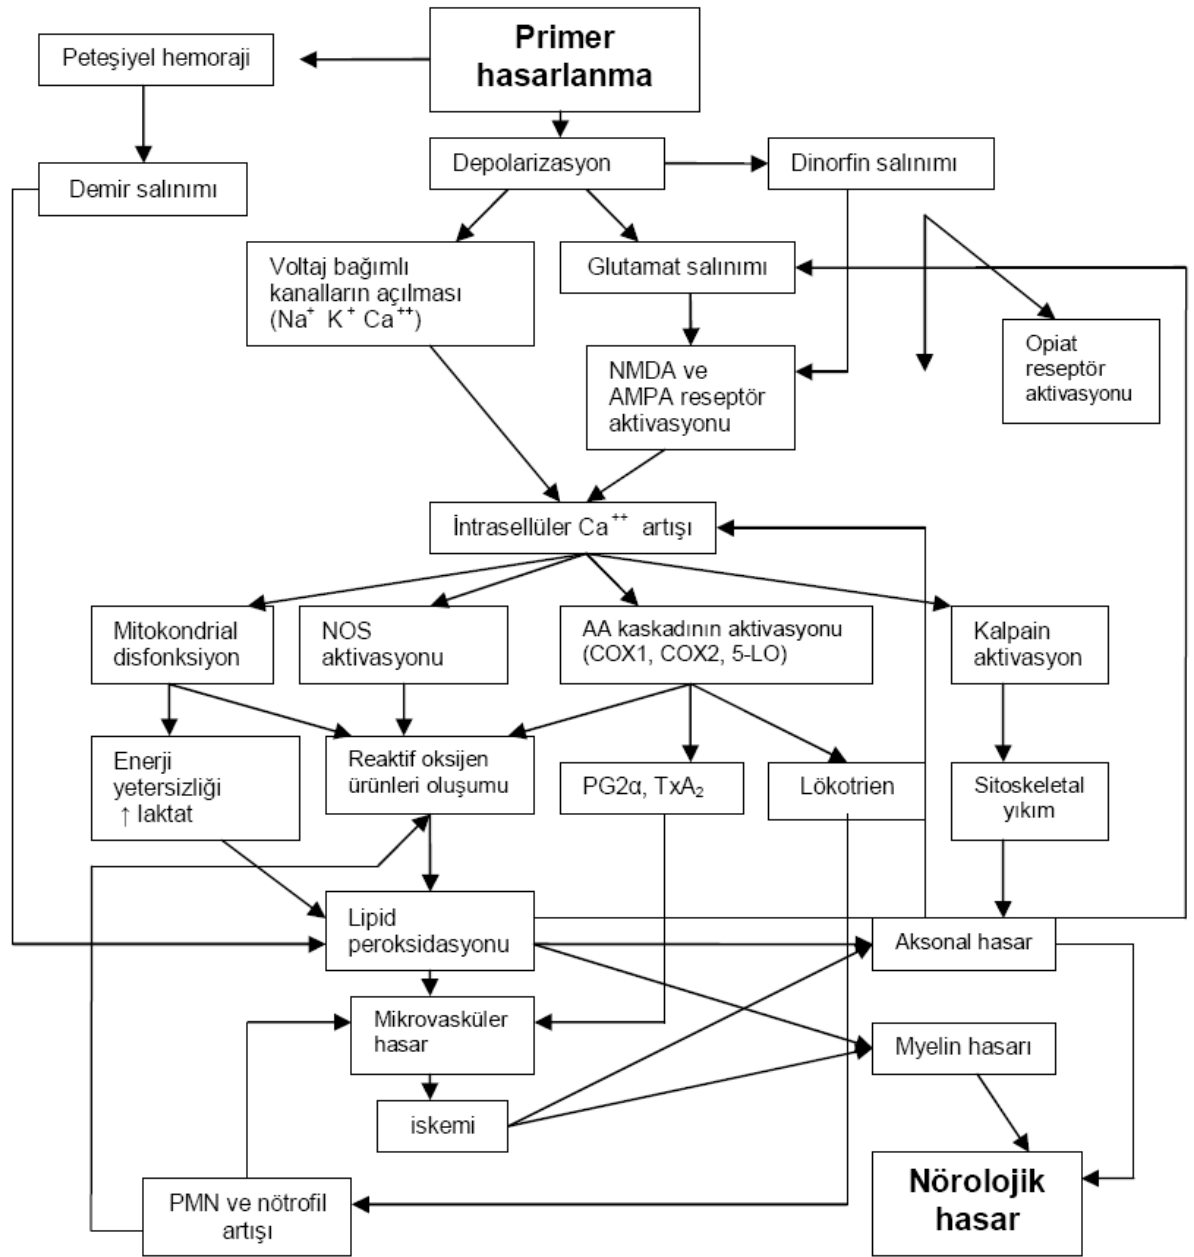 Primer
hasarlanma
Peteşiyel hemoraji
Depolarizasyon
Dinorfin salınımı
Demir salınımı
Voltaj bağımlı
kanalların açılması
(Na⁺ K⁺ Ca⁺⁺)
Glutamat salınımı
Opiat
reseptör
aktivasyonu
NMDA ve
AMPA reseptör
aktivasyonu
İntrasellüler Ca⁺⁺ artışı
Mitokondrial
disfonksiyon
NOS
aktivasyonu
AA kaskadının aktivasyonu
(COX1, COX2, 5-LO)
Kalpain
aktivasyon
Enerji
yetersizliği
↑ laktat
Reaktif oksijen
ürünleri oluşumu
PG2α, TxA₂
Lökotrien
Sitoskeletal
yıkım
Lipid
peroksidasyonu
Aksonal hasar
Mikrovasküler
hasar
Myelin hasarı
iskemi
PMN ve nötrofil
artışı
Nörolojik
hasar